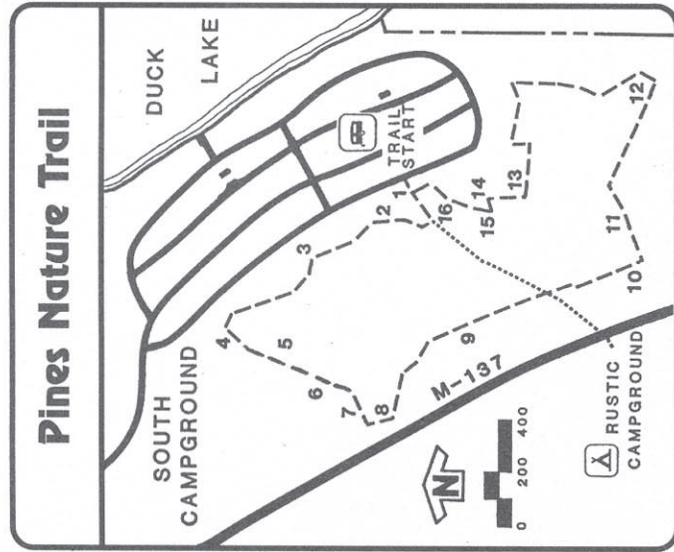 Pines Nature Trail
DUCK
LAKE
SOUTH
CAMPGROUND
TRAIL
START
1
2
3
4
5
6
7
8
9
10
11
12
13
14
15
16
M-137
N
0 200 400
RUSTIC
CAMPGROUND